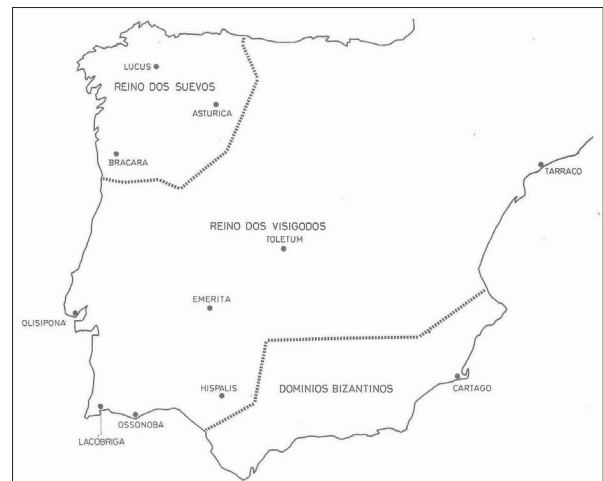 LUCUS
REINO DOS SUEVOS
ASTURICA
BRACARA
TARRACO
REINO DOS VISIGODOS
TOLETUM
EMERITA
OLISIPONA
DOMINIOS BIZANTINOS
HISPALIS
CARTAGO
OSSONOBA
LACOBRIGA